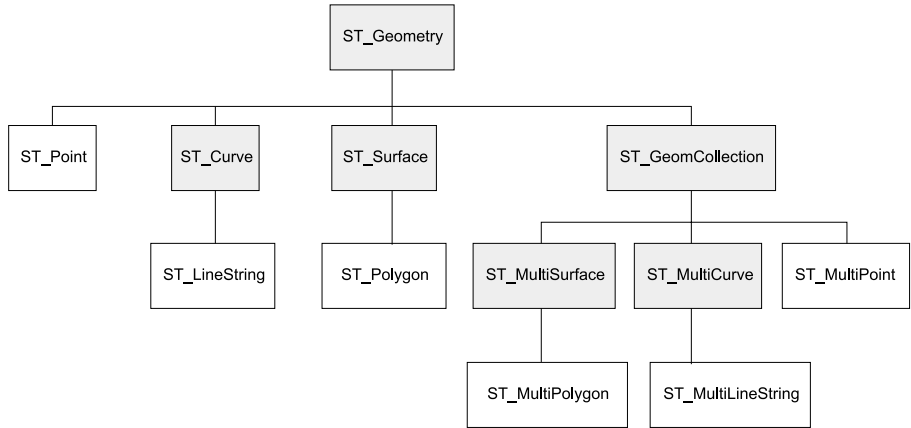 ST_Geometry
ST_Point
ST_Curve
ST_Surface
ST_GeomCollection
ST_LineString
ST_Polygon
ST_MultiSurface
ST_MultiCurve
ST_MultiPoint
ST_MultiPolygon
ST_MultiLineString